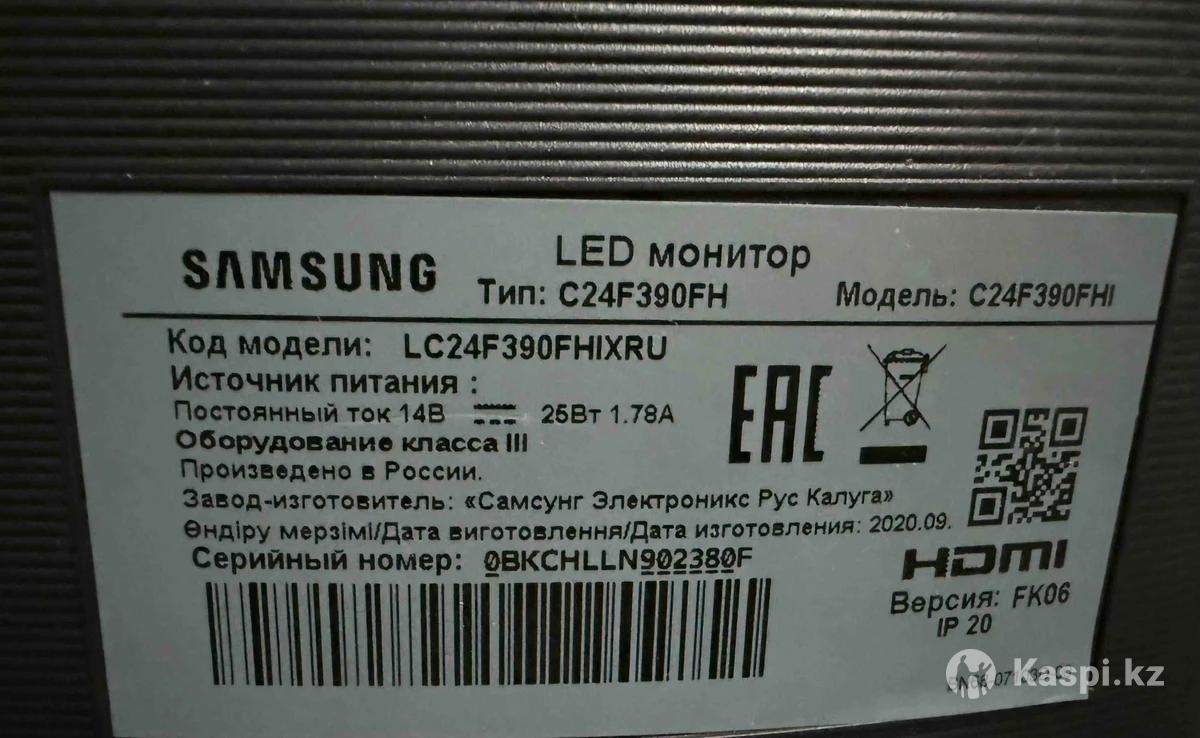 SAMSUNG
LED монитор
Тип: C24F390FH
Модель: C24F390FHI
Код модели: LC24F390FHIXRU
Источник питания :
Постоянный ток 14В 25Вт 1.78А
Оборудование класса III
Произведено в России.
Завод-изготовитель: «Самсунг Электроникс Рус Калуга»
Өндіру мерзімі/Дата виготовлення/Дата изготовления: 2020.09.
Серийный номер: 0BKCHLLN902380F
EAC
HDMI
Версия: FK06
IP 20
Kaspi.kz